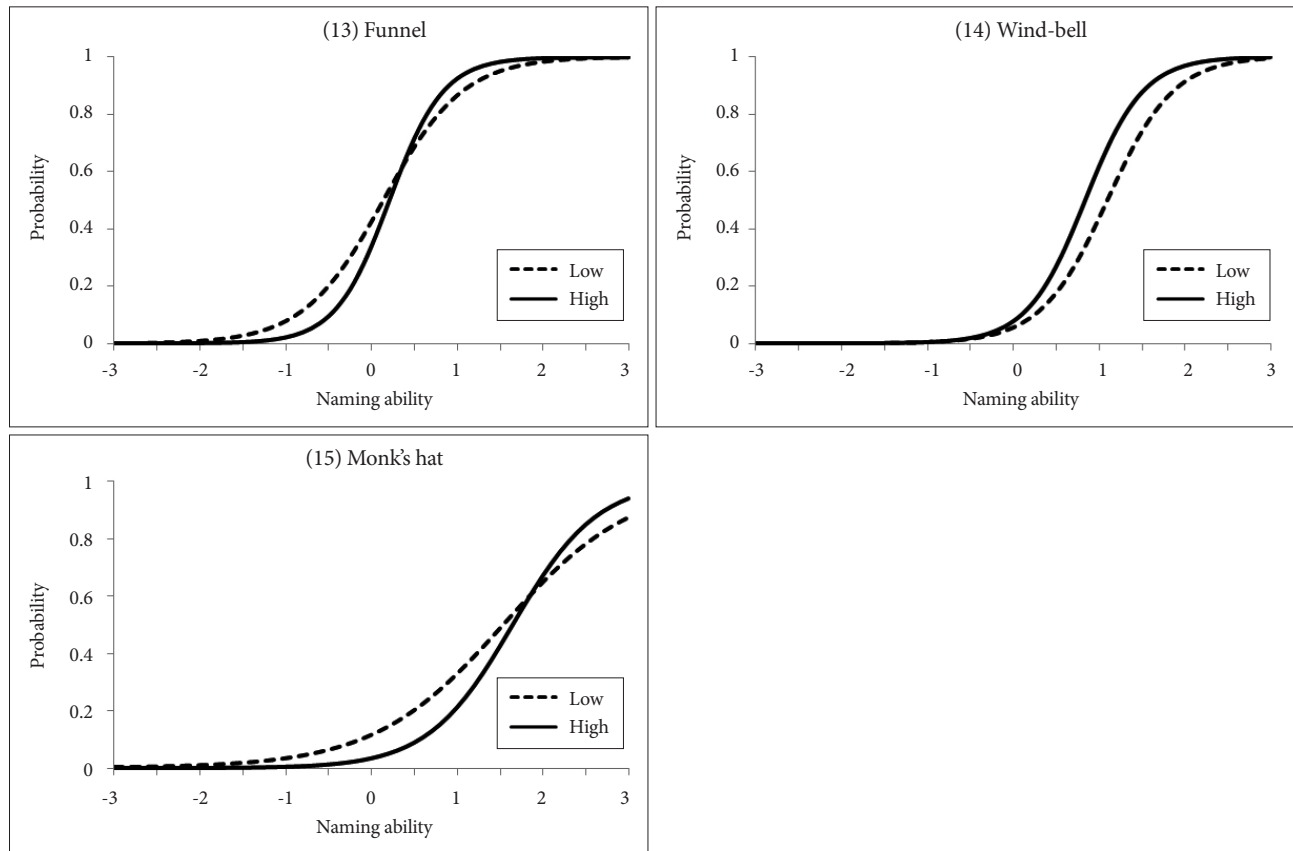 (13) Funnel
1
0.8
0.6
0.4
0.2
0
Probability
Low
High
-3 -2 -1 0 1 2 3
Naming ability
(14) Wind-bell
1
0.8
0.6
0.4
0.2
0
Probability
Low
High
-3 -2 -1 0 1 2 3
Naming ability
(15) Monk's hat
1
0.8
0.6
0.4
0.2
0
Probability
Low
High
-3 -2 -1 0 1 2 3
Naming ability